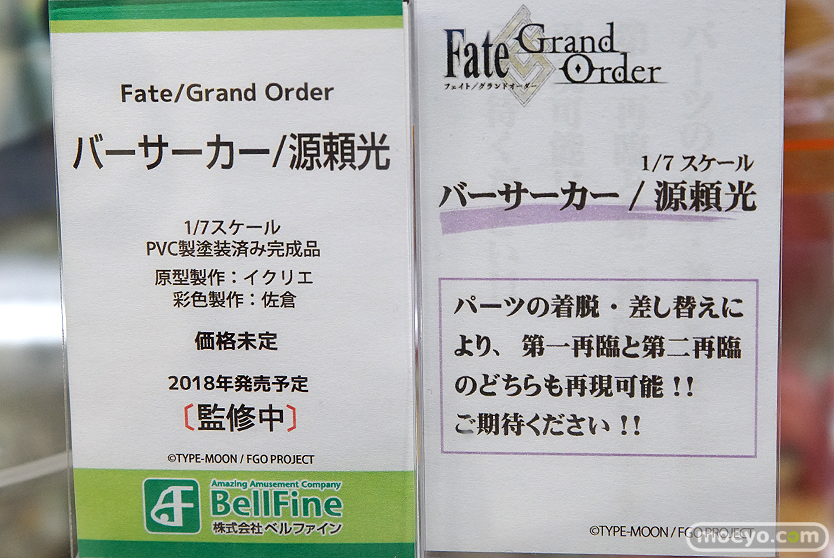 Fate/Grand Order
バーサーカー/源頼光
1/7スケール
PVC製塗装済み完成品
原型製作：イクリエ
彩色製作：佐倉
価格未定
2018年発売予定
〔監修中〕
©TYPE-MOON / FGO PROJECT
Amazing Amusement Company
BellFine
株式会社ベルファイン
Fate Grand Order
フェイト／グランドオーダー
1/7 スケール
バーサーカー / 源頼光
パーツの着脱・差し替えに
より、第一再臨と第二再臨
のどちらも再現可能!!
ご期待ください!!
©TYPE-MOON / FGO PROJECT
moeyo.com